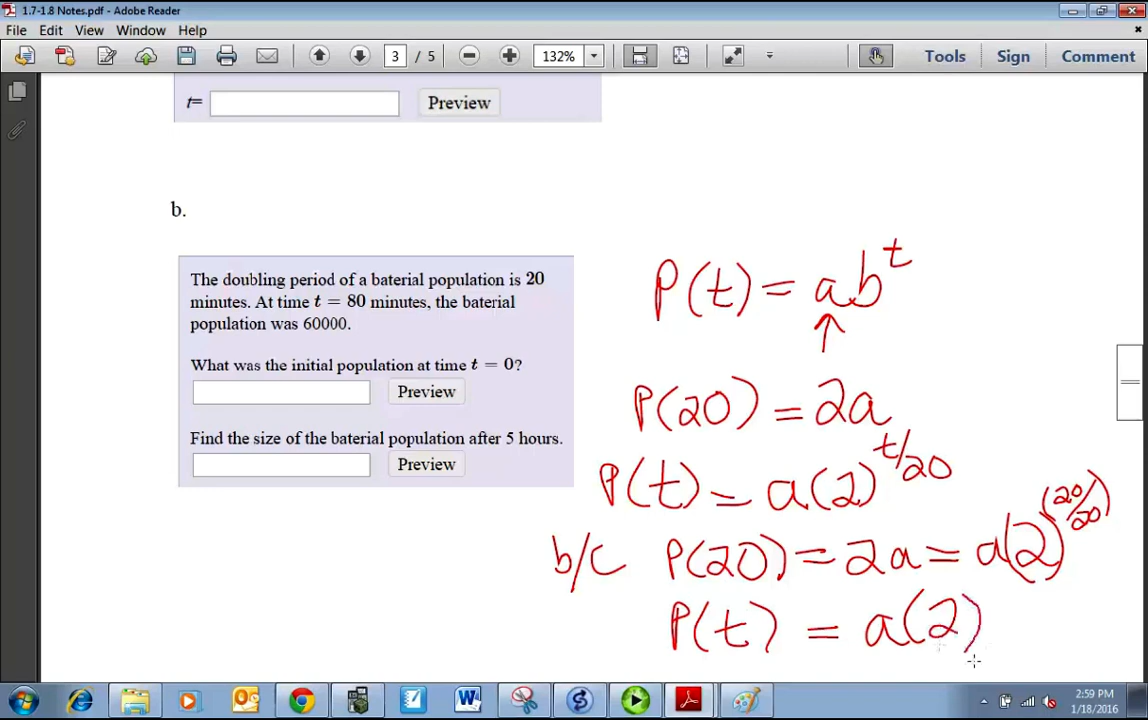 1.7-1.8 Notes.pdf - Adobe Reader
File Edit View Window Help
3 / 5 132% Tools Sign Comment
t= Preview
b.
The doubling period of a baterial population is 20
minutes. At time t = 80 minutes, the baterial
population was 60000.
What was the initial population at time t = 0?
Preview
Find the size of the baterial population after 5 hours.
Preview
P(t) = ab^t
↑
P(20) = 2a
P(t) = a(2)^t/20
b/c P(20) = 2a = a(2)^(20/20)
P(t) = a(2)
2:59 PM
1/18/2016